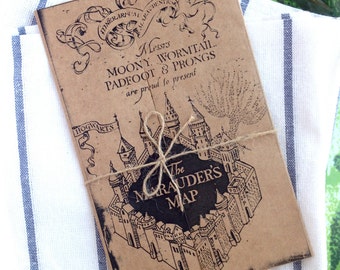 Messrs
MOONY, WORMTAIL
PADFOOT & PRONGS
are proud to present
HOGWARTS
The
MARAUDER'S
MAP